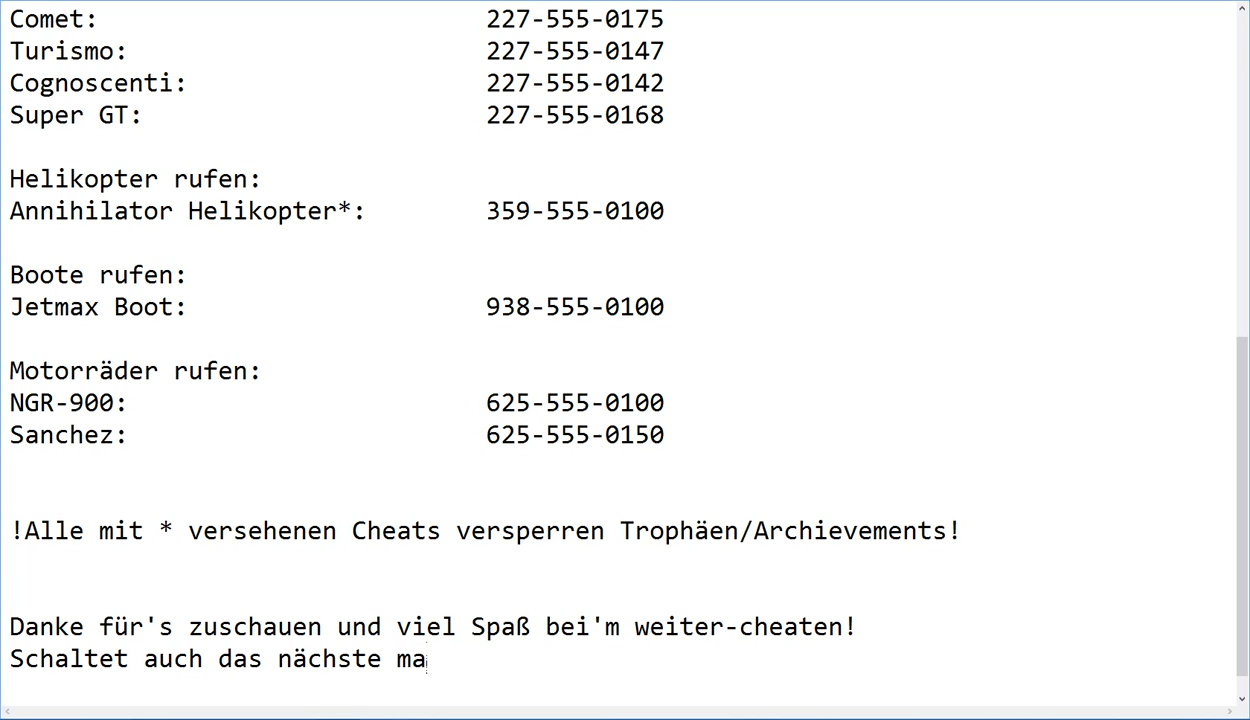 Comet: 227-555-0175
Turismo: 227-555-0147
Cognoscenti: 227-555-0142
Super GT: 227-555-0168
Helikopter rufen:
Annihilator Helikopter*: 359-555-0100
Boote rufen:
Jetmax Boot: 938-555-0100
Motorräder rufen:
NGR-900: 625-555-0100
Sanchez: 625-555-0150
!Alle mit * versehenen Cheats versperren Trophäen/Archievements!
Danke für's zuschauen und viel Spaß bei'm weiter-cheaten!
Schaltet auch das nächste ma